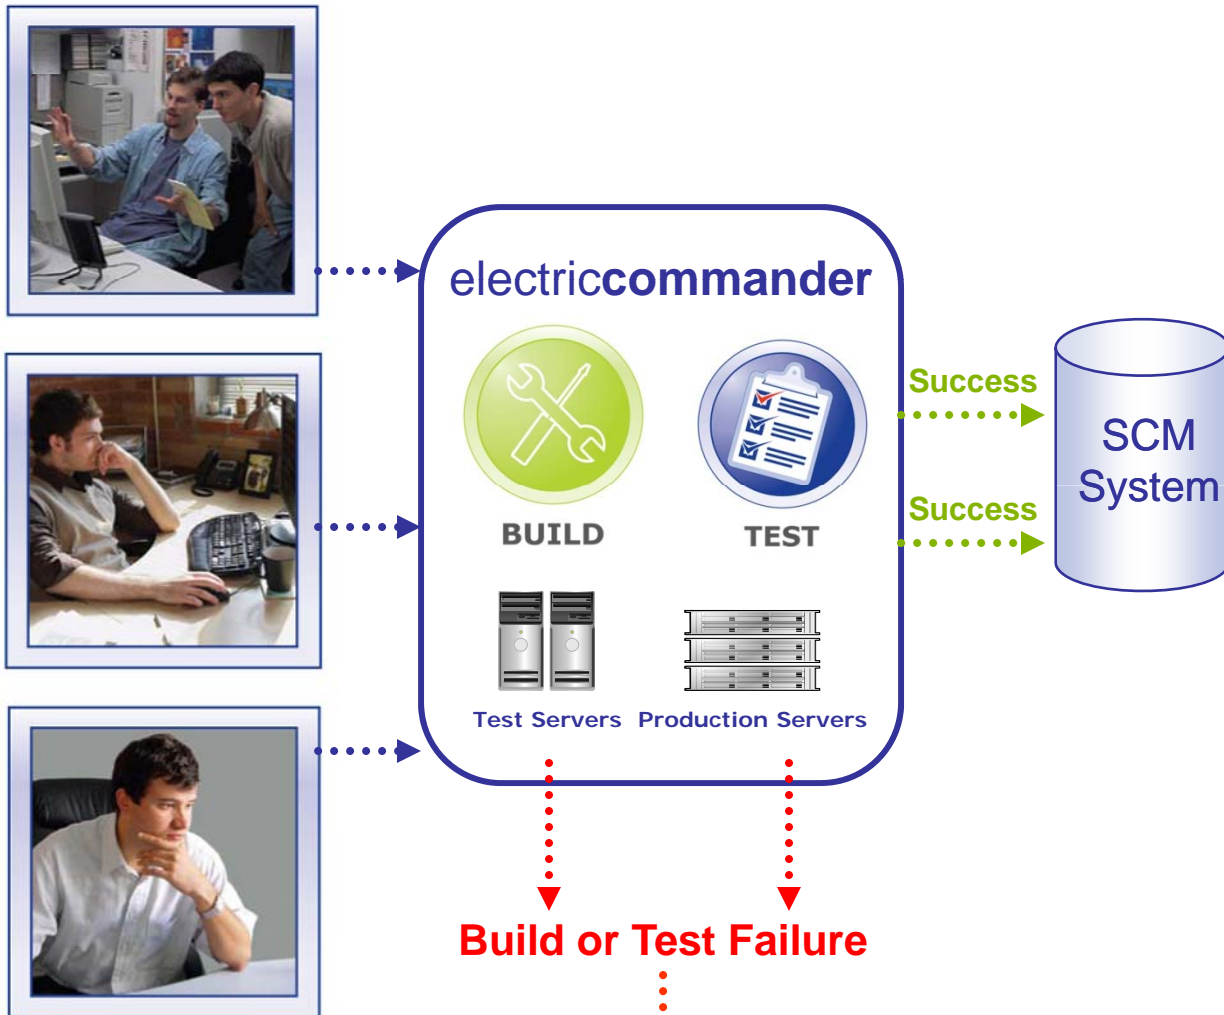 electriccommander
BUILD
TEST
Test Servers
Production Servers
Success
Success
SCM
System
Build or Test Failure